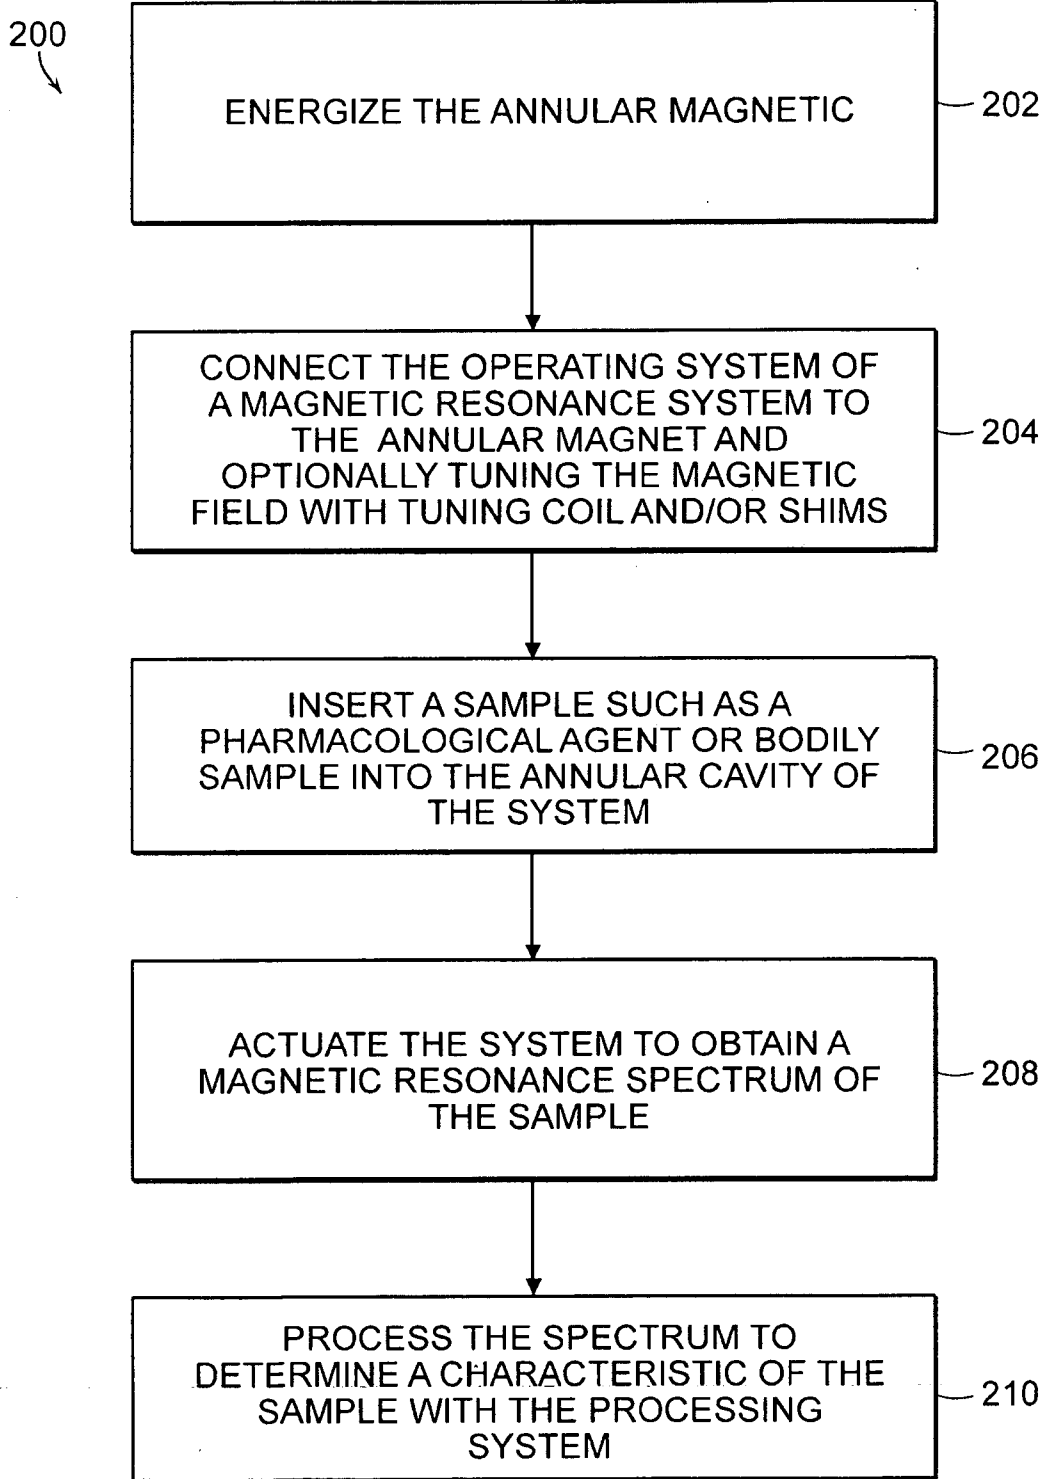 200
ENERGIZE THE ANNULAR MAGNETIC
202
CONNECT THE OPERATING SYSTEM OF
A MAGNETIC RESONANCE SYSTEM TO
THE ANNULAR MAGNET AND
OPTIONALLY TUNING THE MAGNETIC
FIELD WITH TUNING COIL AND/OR SHIMS
204
INSERT A SAMPLE SUCH AS A
PHARMACOLOGICAL AGENT OR BODILY
SAMPLE INTO THE ANNULAR CAVITY OF
THE SYSTEM
206
ACTUATE THE SYSTEM TO OBTAIN A
MAGNETIC RESONANCE SPECTRUM OF
THE SAMPLE
208
PROCESS THE SPECTRUM TO
DETERMINE A CHARACTERISTIC OF THE
SAMPLE WITH THE PROCESSING
SYSTEM
210